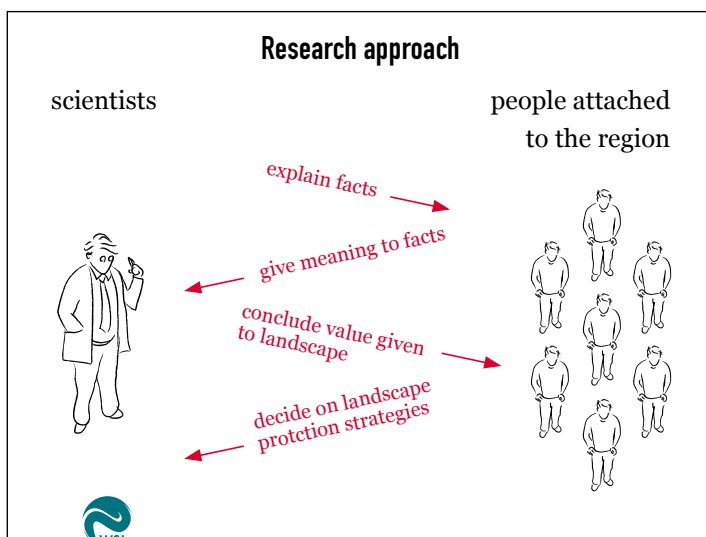 Research approach
scientists
people attached
to the region
explain facts
give meaning to facts
conclude value given
to landscape
decide on landscape
protction strategies